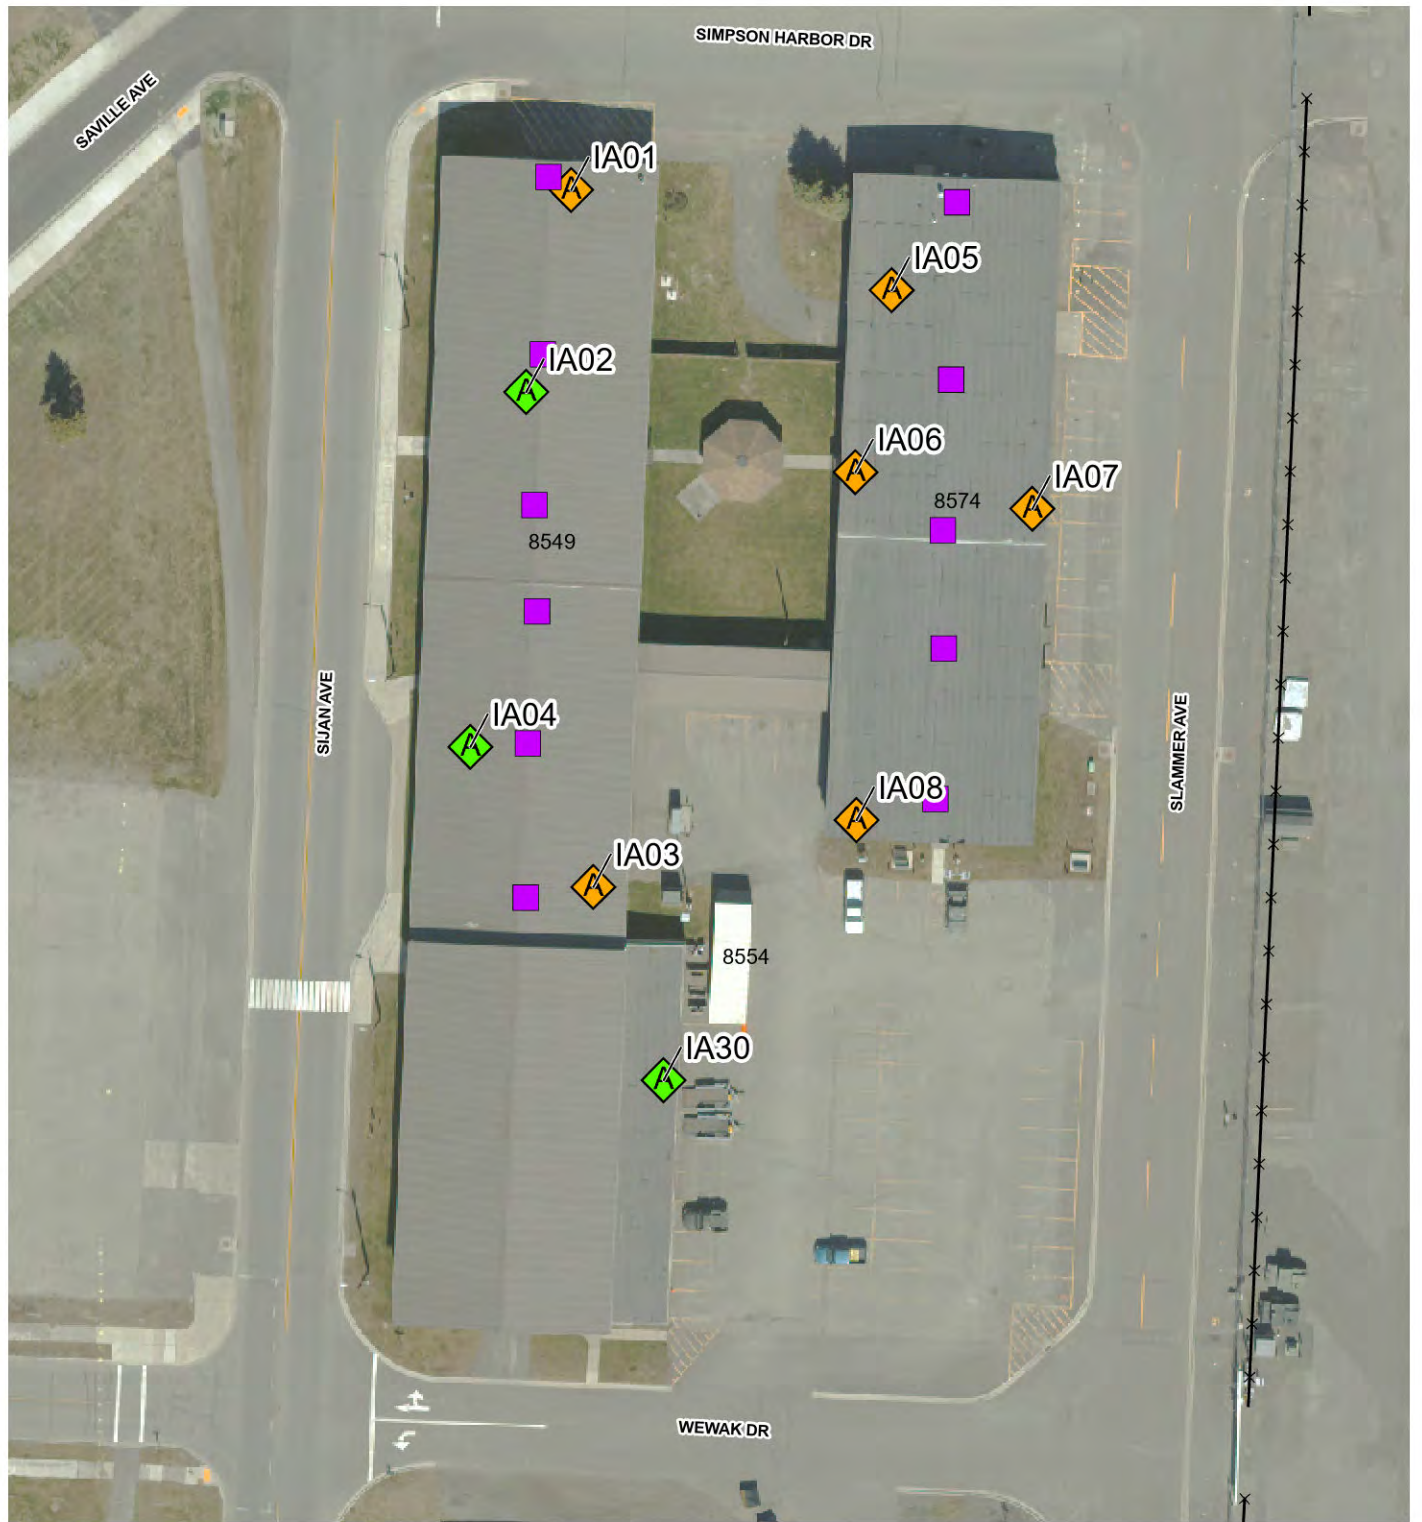 SIMPSON HARBOR DR
SAVILLE AVE
IA01
IA05
IA02
IA06
IA07
8574
8549
SIJAN AVE
SLAMMER AVE
IA04
IA08
IA03
8554
IA30
WEWAK DR